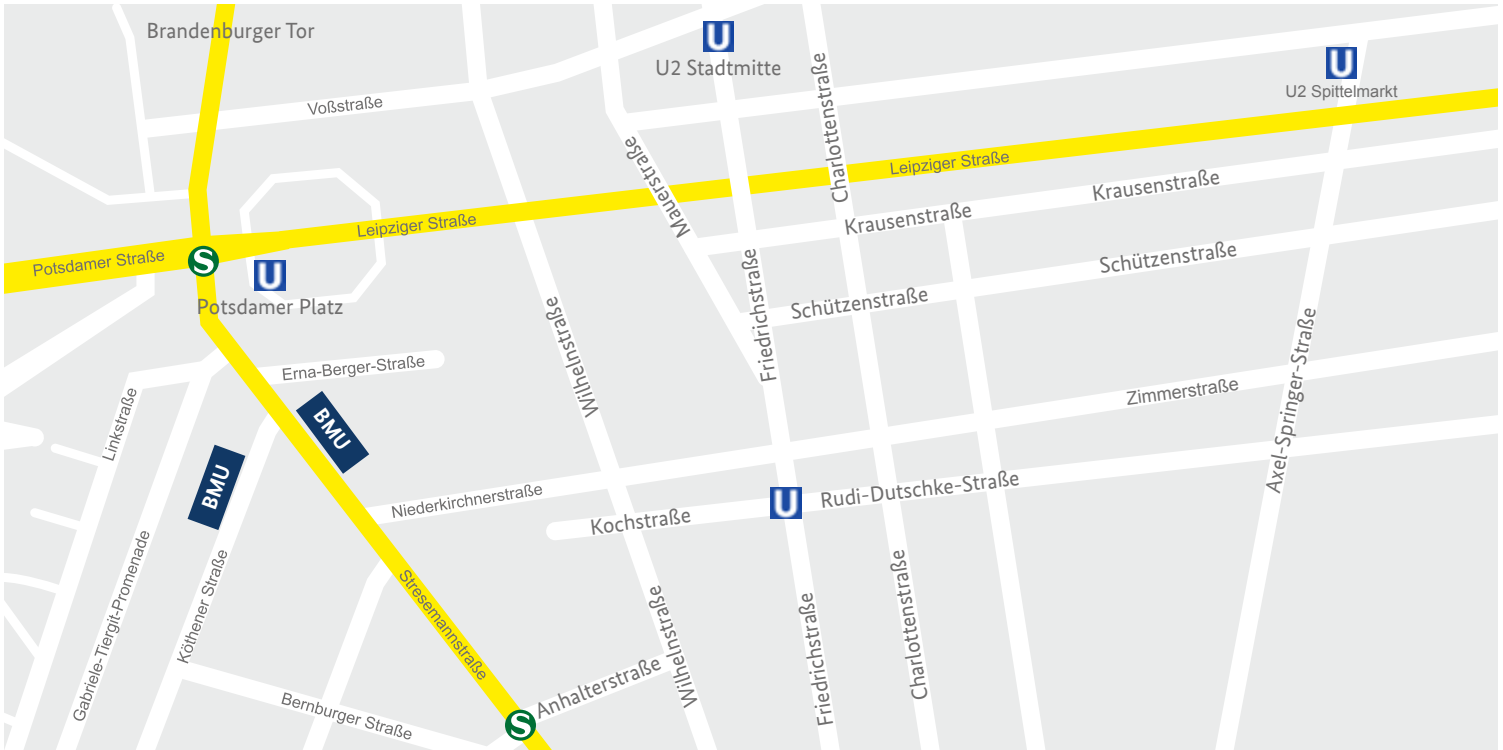 Brandenburger Tor
U
U2 Stadtmitte
U
U2 Spittelmarkt
Voßstraße
Charlottenstraße
Mauerstraße
Leipziger Straße
Krausenstraße
Krausenstraße
Leipziger Straße
Potsdamer Straße
S
U
Potsdamer Platz
Schützenstraße
Schützenstraße
Friedrichstraße
Wilhelmstraße
Axel-Springer-Straße
Erna-Berger-Straße
Linkstraße
BMU
BMU
Zimmerstraße
Niederkirchnerstraße
Kochstraße
U
Rudi-Dutschke-Straße
Gabriele-Tiergit-Promenade
Köthener Straße
Stresemannstraße
Wilhelmstraße
Friedrichstraße
Charlottenstraße
Anhalterstraße
Bernburger Straße
S